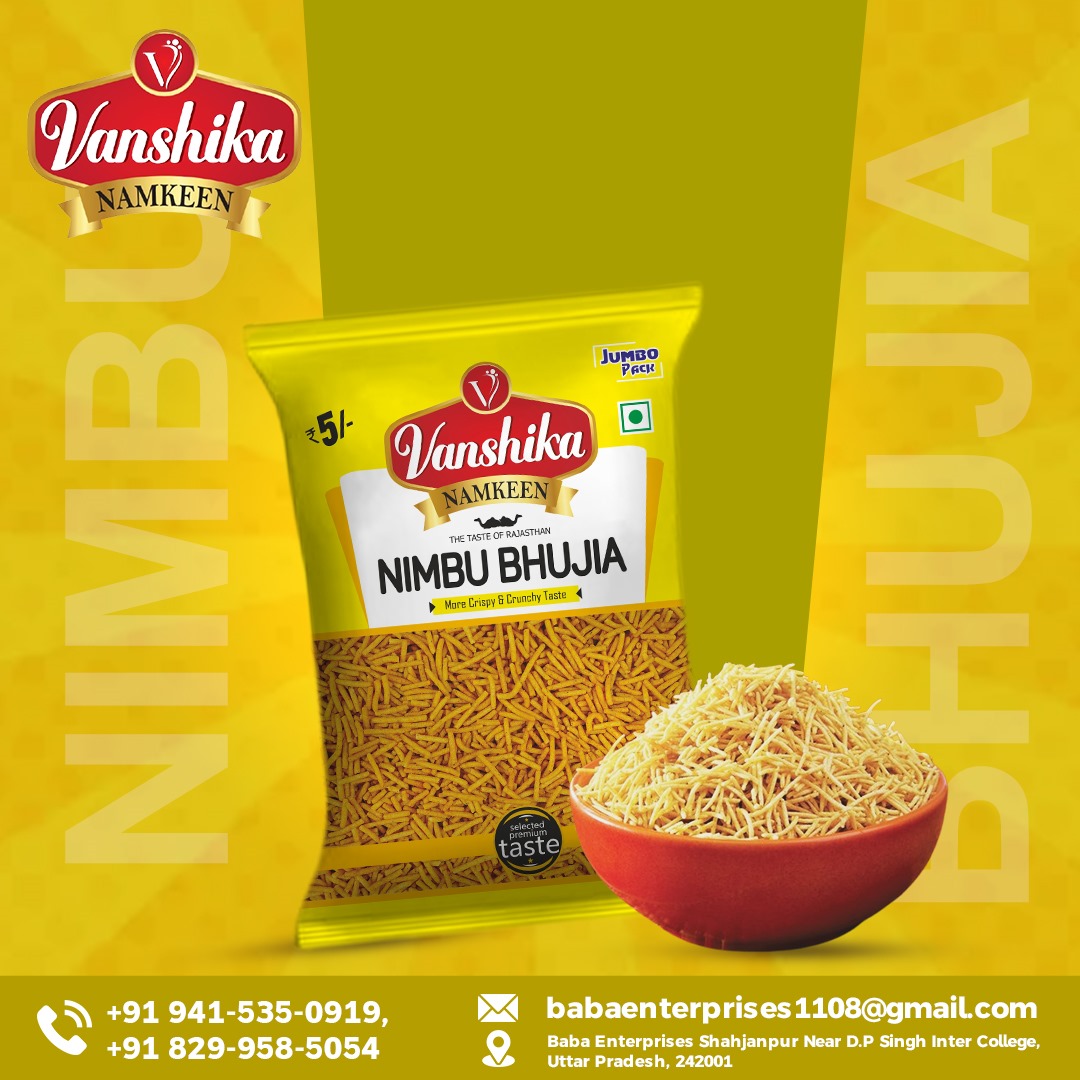 V
Vanshika
NAMKEEN
NIMBU
BHUJIA
JUMBO
PACK
₹5/-
V
Vanshika
NAMKEEN
THE TASTE OF RAJASTHAN
NIMBU BHUJIA
More Crispy & Crunchy Taste
selected
premium
taste
+91 941-535-0919,
+91 829-958-5054
babaenterprises1108@gmail.com
Baba Enterprises Shahjanpur Near D.P Singh Inter College,
Uttar Pradesh, 242001